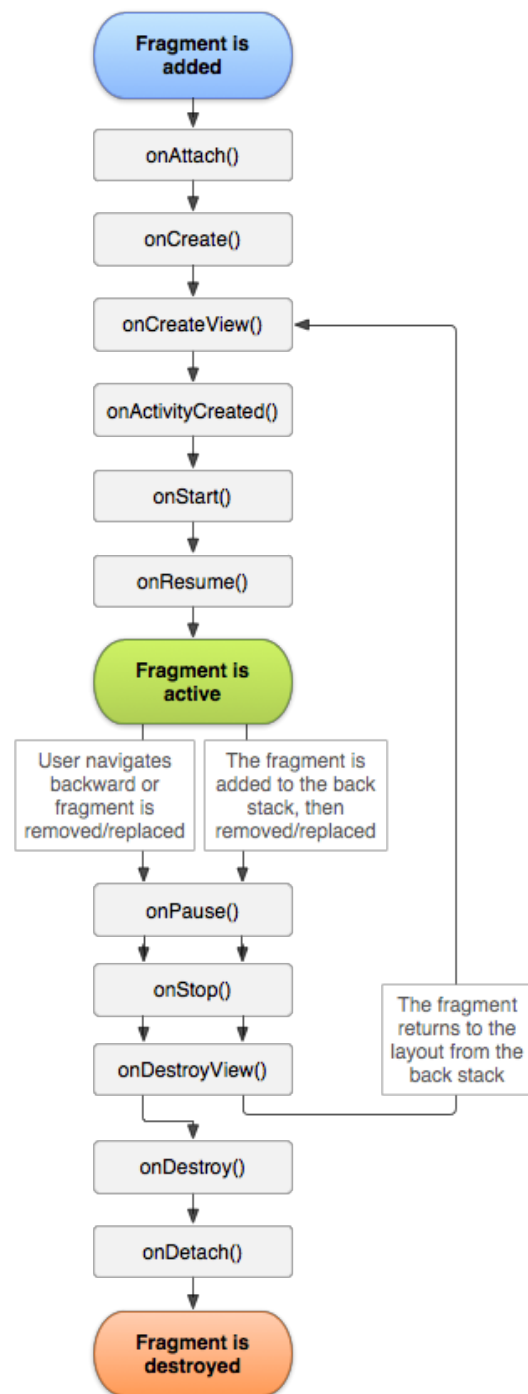 Fragment is
added
onAttach()
onCreate()
onCreateView()
onActivityCreated()
onStart()
onResume()
Fragment is
active
User navigates
backward or
fragment is
removed/replaced
The fragment is
added to the back
stack, then
removed/replaced
onPause()
onStop()
The fragment
returns to the
layout from the
back stack
onDestroyView()
onDestroy()
onDetach()
Fragment is
destroyed